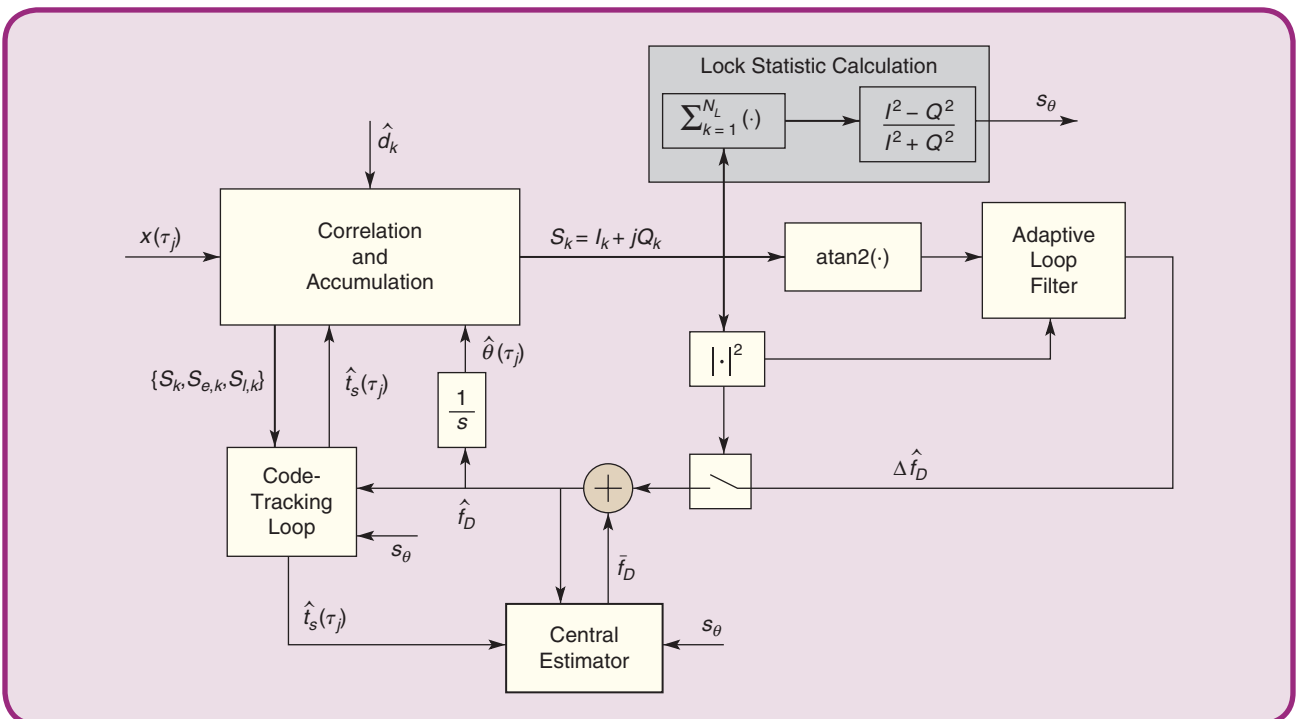 Lock Statistic Calculation
∑_{k=1}^{N_L}(·)
(I² − Q²)/(I² + Q²)
s_θ
d̂_k
x(τ_j)
Correlation
and
Accumulation
S_k = I_k + jQ_k
atan2(·)
Adaptive
Loop
Filter
{S_k, S_{e,k}, S_{l,k}}
t̂_s(τ_j)
θ̂(τ_j)
1/s
|·|²
Code-
Tracking
Loop
f̂_D
+
Δf̂_D
s_θ
f̄_D
t̂_s(τ_j)
Central
Estimator
s_θ